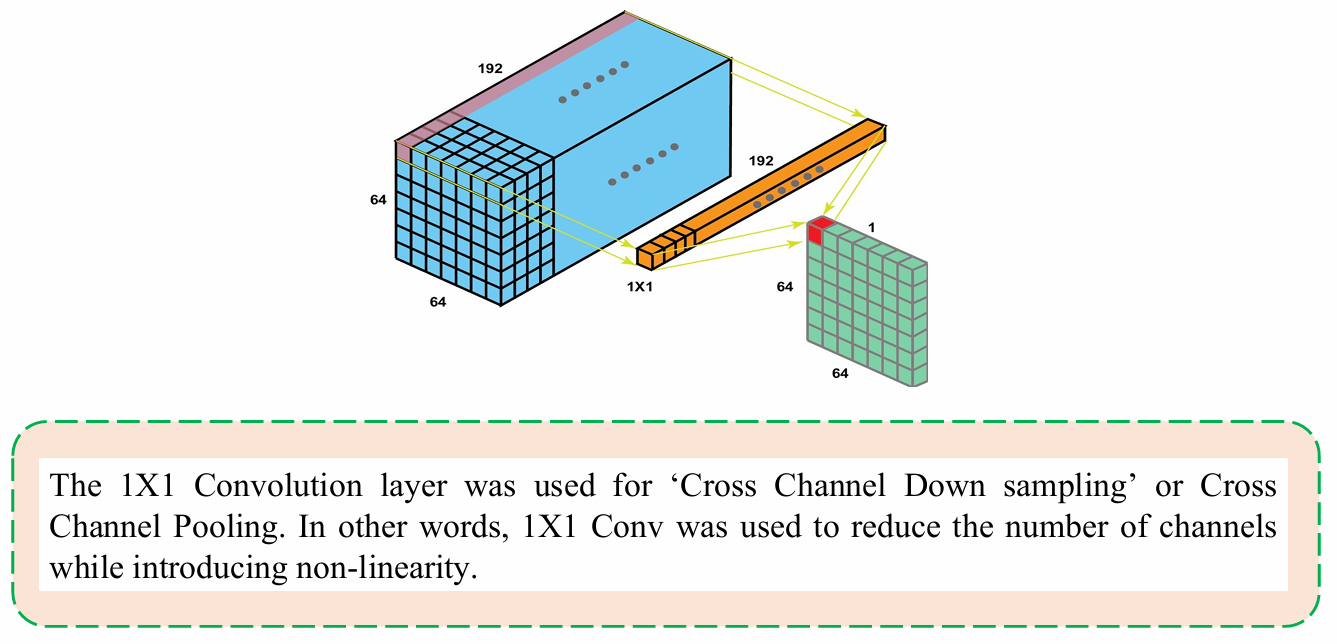 192
64
64
192
1X1
1
64
64
The 1X1 Convolution layer was used for ‘Cross Channel Down sampling’ or Cross
Channel Pooling. In other words, 1X1 Conv was used to reduce the number of channels
while introducing non-linearity.